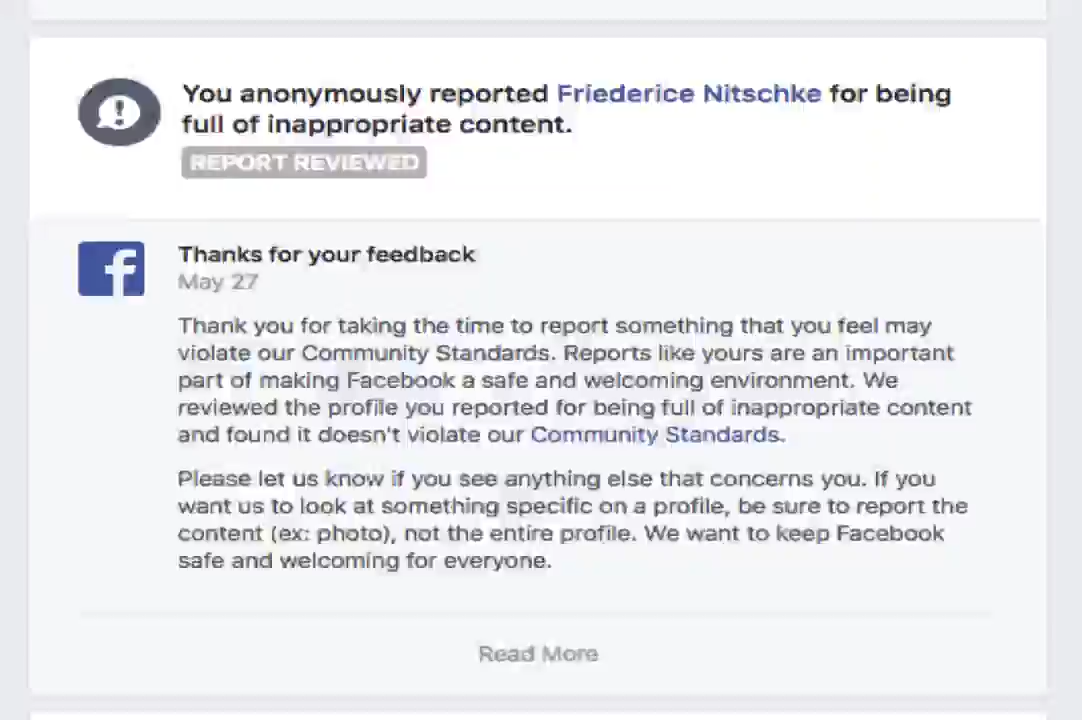 You anonymously reported Friederice Nitschke for being
full of inappropriate content.
REPORT REVIEWED
Thanks for your feedback
May 27
Thank you for taking the time to report something that you feel may
violate our Community Standards. Reports like yours are an important
part of making Facebook a safe and welcoming environment. We
reviewed the profile you reported for being full of inappropriate content
and found it doesn't violate our Community Standards.
Please let us know if you see anything else that concerns you. If you
want us to look at something specific on a profile, be sure to report the
content (ex: photo), not the entire profile. We want to keep Facebook
safe and welcoming for everyone.
Read More